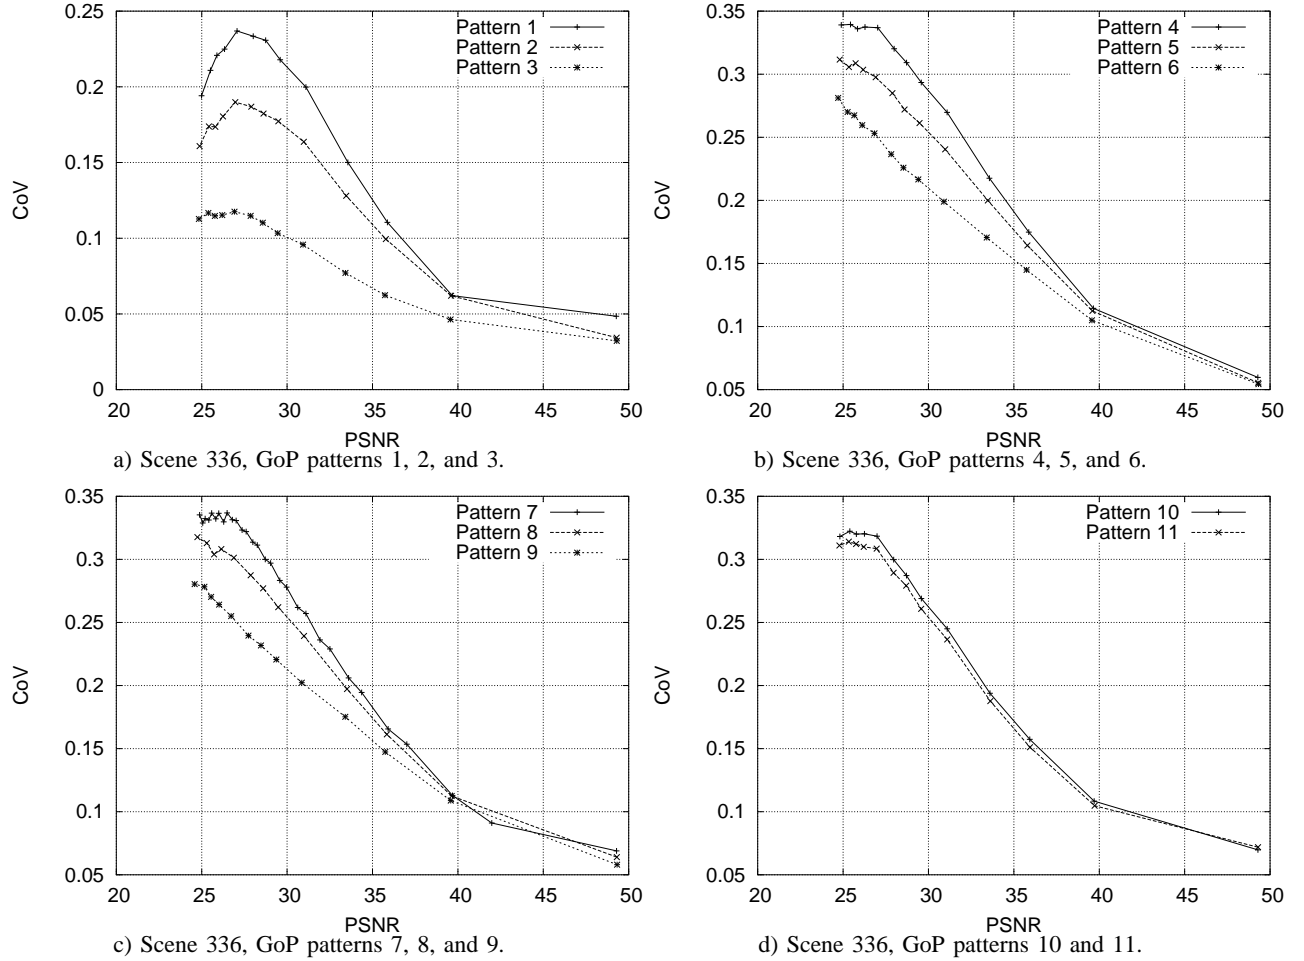 0.25
0.2
0.15
0.1
0.05
0
CoV
Pattern 1
Pattern 2
Pattern 3
20 25 30 35 40 45 50
PSNR
a) Scene 336, GoP patterns 1, 2, and 3.
0.35
0.3
0.25
0.2
0.15
0.1
0.05
CoV
Pattern 4
Pattern 5
Pattern 6
20 25 30 35 40 45 50
PSNR
b) Scene 336, GoP patterns 4, 5, and 6.
0.35
0.3
0.25
0.2
0.15
0.1
0.05
CoV
Pattern 7
Pattern 8
Pattern 9
20 25 30 35 40 45 50
PSNR
c) Scene 336, GoP patterns 7, 8, and 9.
0.35
0.3
0.25
0.2
0.15
0.1
0.05
CoV
Pattern 10
Pattern 11
20 25 30 35 40 45 50
PSNR
d) Scene 336, GoP patterns 10 and 11.